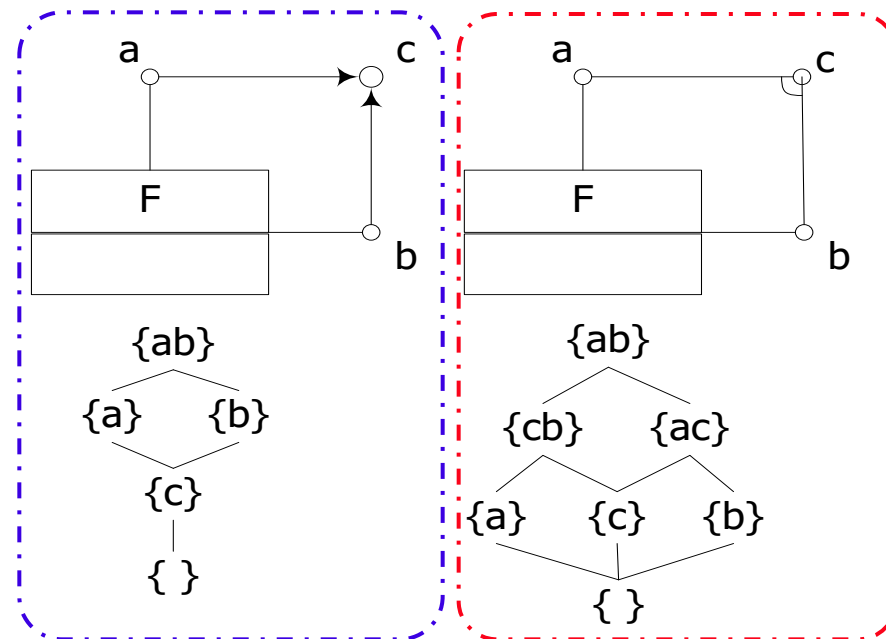 a c
F
b
{ab}
{a} {b}
{c}
{ }
a c
F
b
{ab}
{cb} {ac}
{a} {c} {b}
{ }